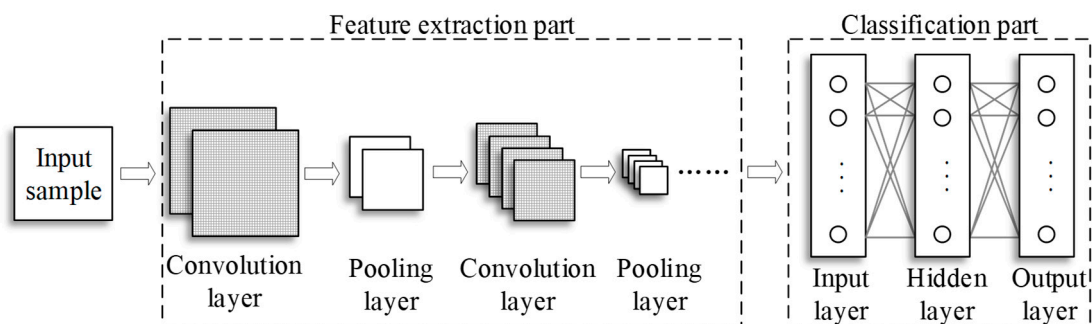 Feature extraction part
Classification part
Input
sample
Convolution
layer
Pooling
layer
Convolution
layer
Pooling
layer
……
Input
layer
Hidden
layer
Output
layer